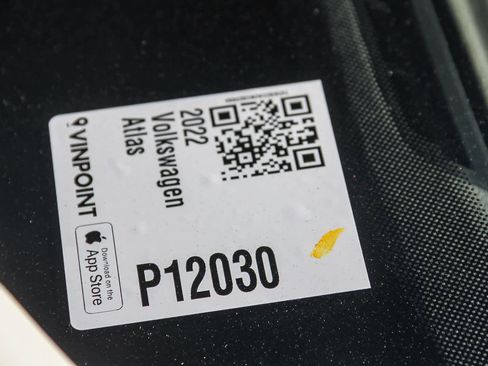 2022
Volkswagen
Atlas
VINPOINT
Download on the
App Store
P12030